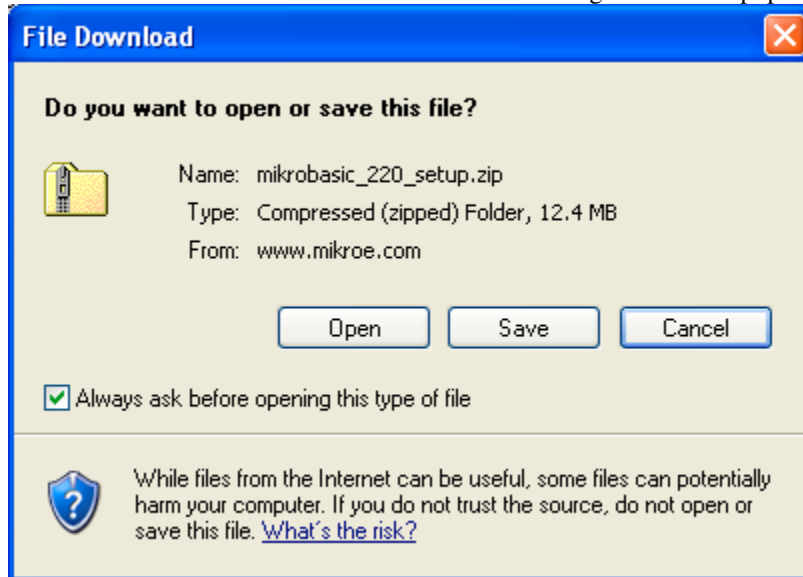 File Download
Do you want to open or save this file?
Name: mikrobasic_220_setup.zip
Type: Compressed (zipped) Folder, 12.4 MB
From: www.mikroe.com
Open Save Cancel
Always ask before opening this type of file
While files from the Internet can be useful, some files can potentially
harm your computer. If you do not trust the source, do not open or
save this file. What's the risk?